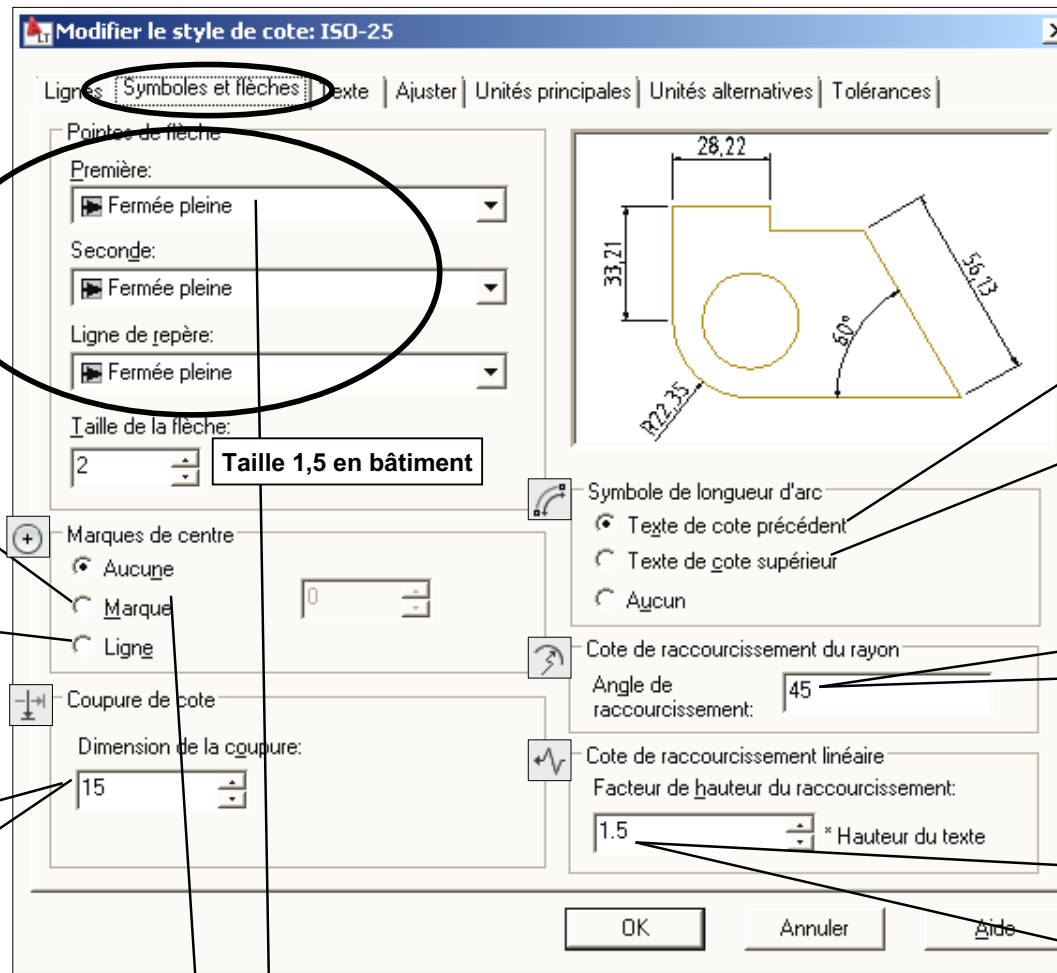 Modifier le style de cote: ISO-25
Lignes Symboles et flèches Texte Ajuster Unités principales Unités alternatives Tolérances
Pointes de flèche
Première:
Fermée pleine
Seconde:
Fermée pleine
Ligne de repère:
Fermée pleine
Taille de la flèche:
2
Taille 1,5 en bâtiment
28,22
33,21
56,13
60°
R22,35
Marques de centre
Aucune
Marque
Ligne
0
Symbole de longueur d'arc
Texte de cote précédent
Texte de cote supérieur
Aucun
Coupure de cote
Dimension de la coupure:
15
Cote de raccourcissement du rayon
Angle de
raccourcissement:
45
Cote de raccourcissement linéaire
Facteur de hauteur du raccourcissement:
1.5
* Hauteur du texte
OK Annuler Aide
LT